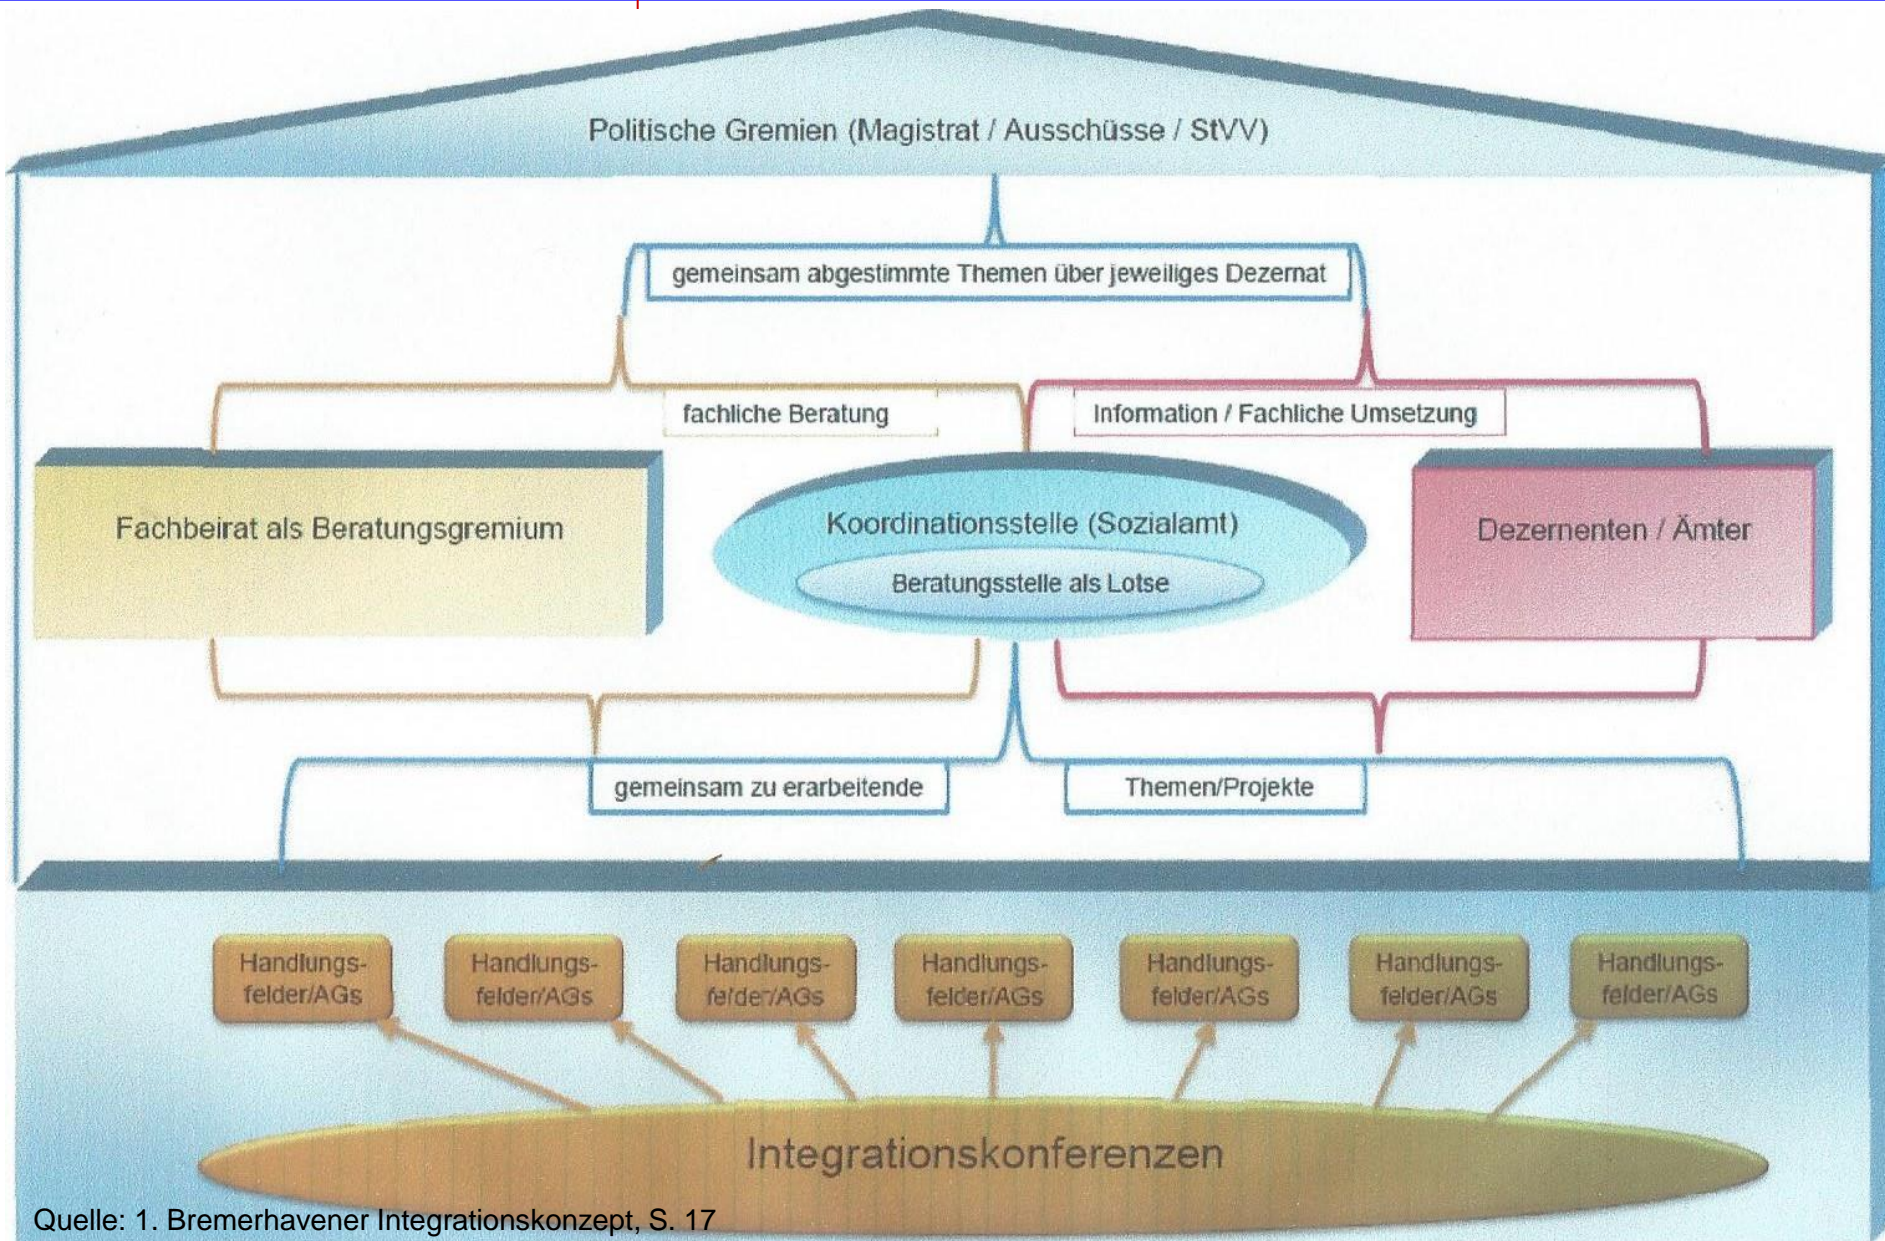 Politische Gremien (Magistrat / Ausschüsse / StVV)
gemeinsam abgestimmte Themen über jeweiliges Dezernat
fachliche Beratung
Information / Fachliche Umsetzung
Fachbeirat als Beratungsgremium
Koordinationsstelle (Sozialamt)
Beratungsstelle als Lotse
Dezernenten / Ämter
gemeinsam zu erarbeitende
Themen/Projekte
Handlungs-
felder/AGs
Handlungs-
felder/AGs
Handlungs-
felder/AGs
Handlungs-
felder/AGs
Handlungs-
felder/AGs
Handlungs-
felder/AGs
Handlungs-
felder/AGs
Integrationskonferenzen
Quelle: 1. Bremerhavener Integrationskonzept, S. 17